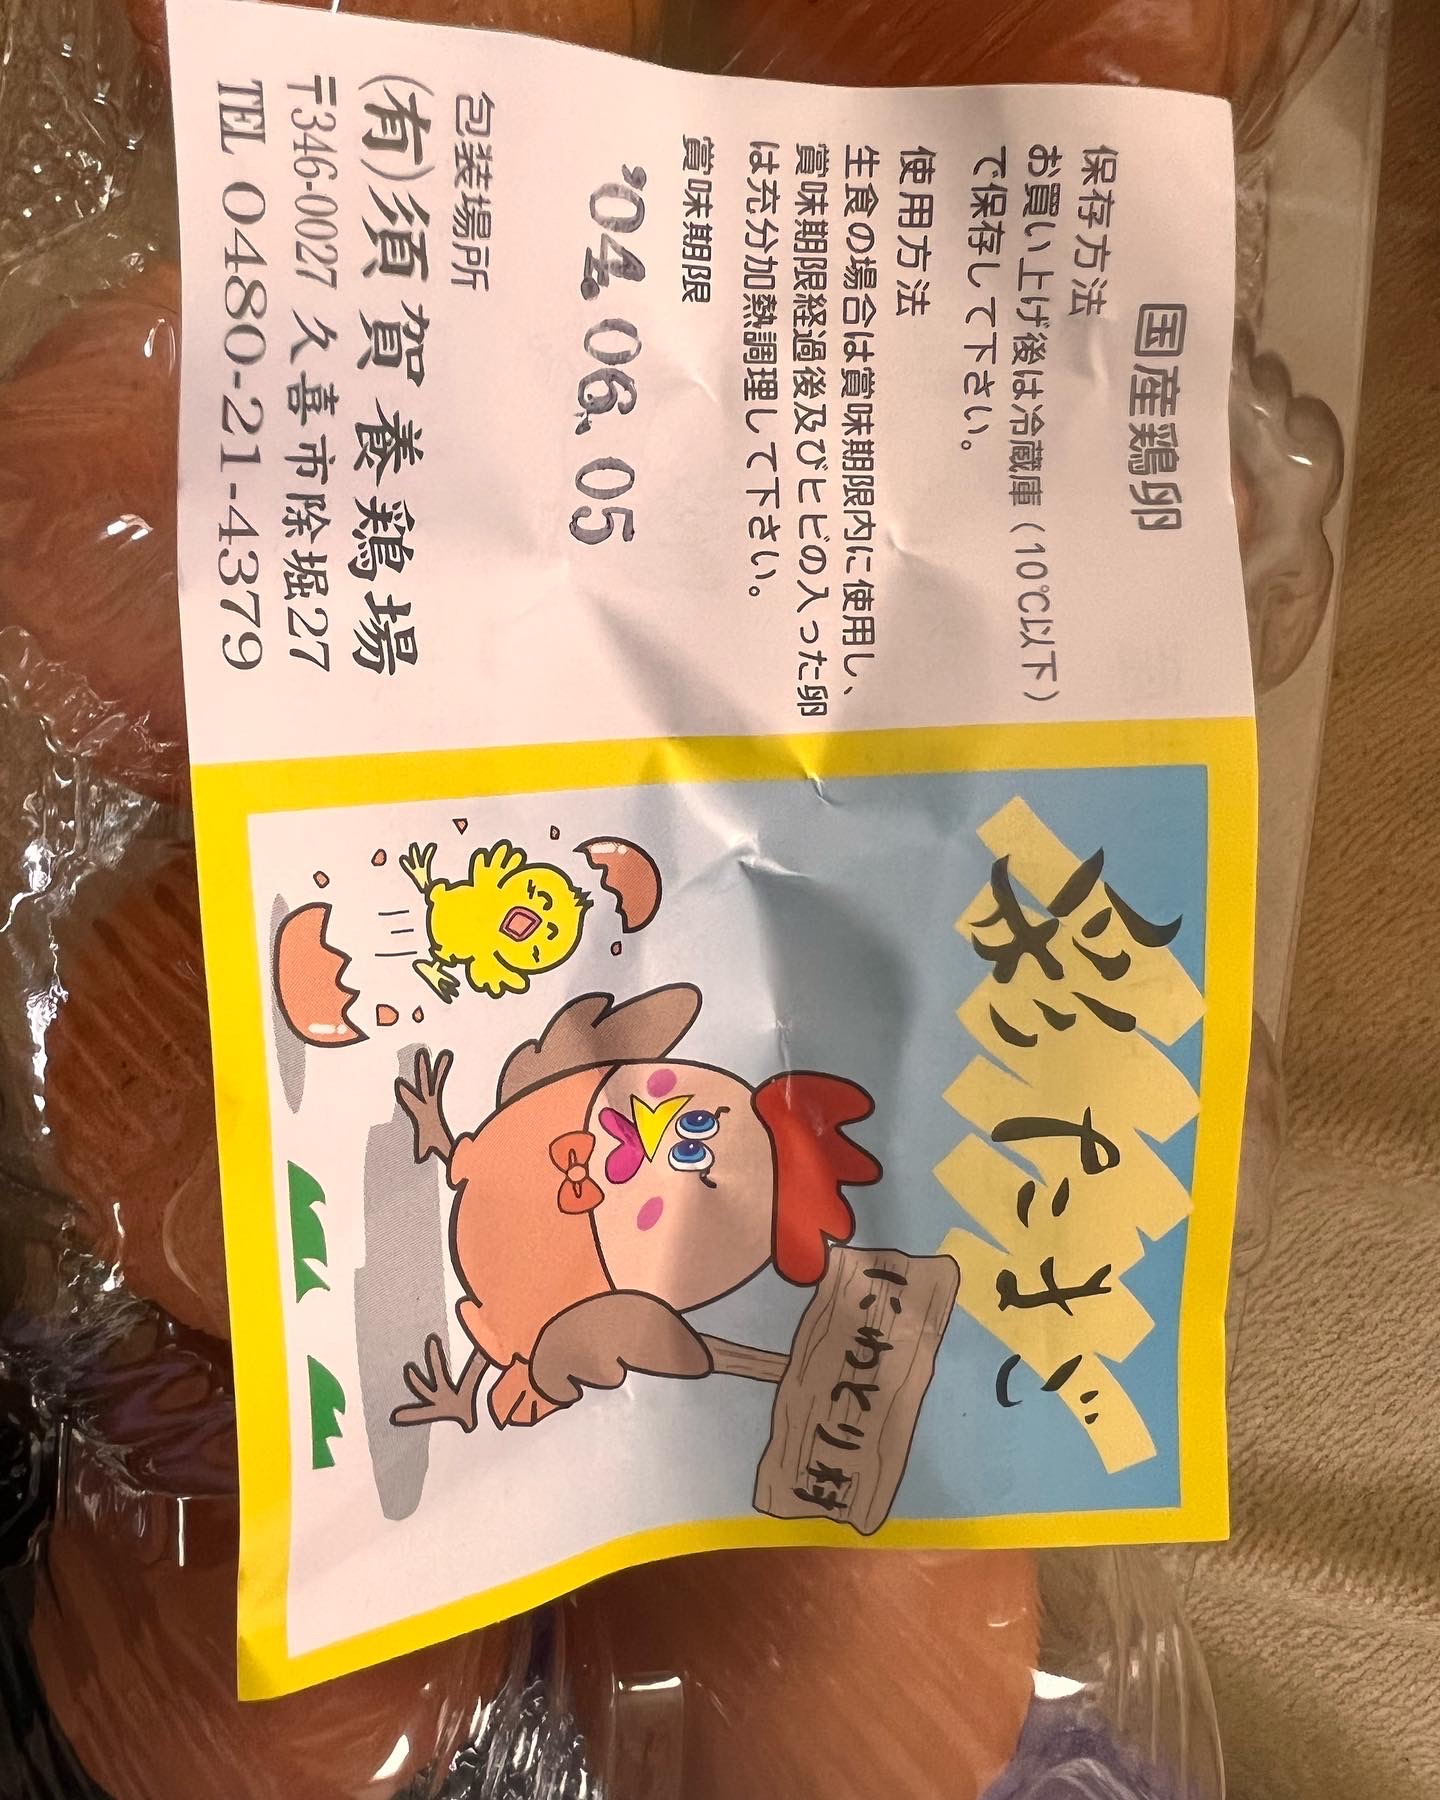 国産鶏卵
保存方法
お買い上げ後は冷蔵庫(10℃以下)
で保存して下さい。
使用方法
生食の場合は賞味期限内に使用し、
賞味期限経過後及びヒビの入った卵
は充分加熱調理して下さい。
賞味期限
'04.06.05
包装場所
(有)須賀養鶏場
〒346-0027 久喜市除堀27
TEL 0480-21-4379
彩たまご
にわとり村